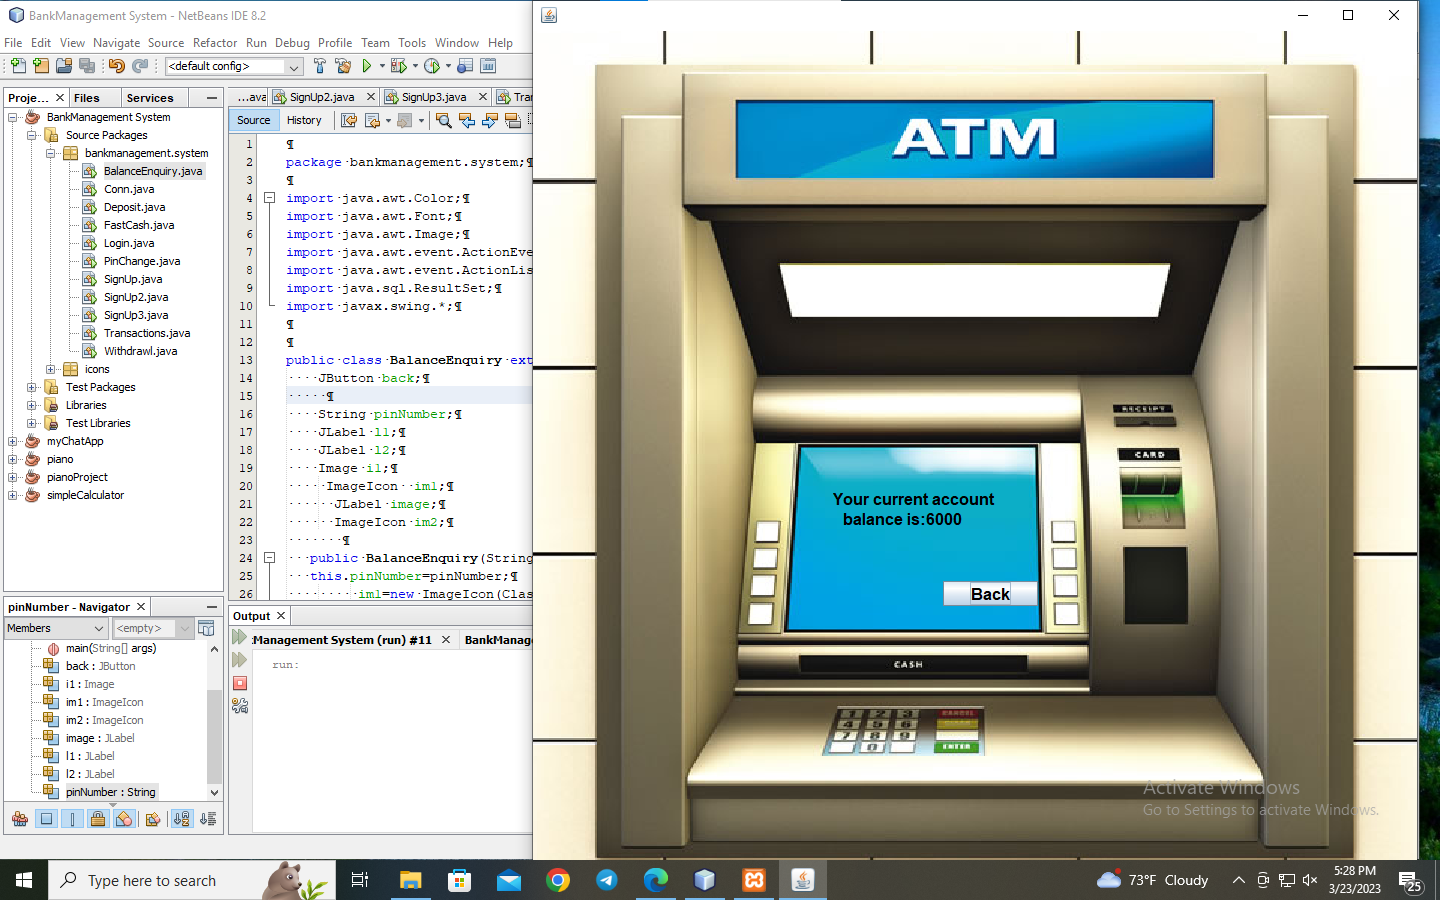 BankManagement System - NetBeans IDE 8.2
File Edit View Navigate Source Refactor Run Debug Profile Team Tools Window Help
<default config>
Proje... Files Services
BankManagement System
Source Packages
bankmanagement.system
BalanceEnquiry.java
Conn.java
Deposit.java
FastCash.java
Login.java
PinChange.java
SignUp.java
SignUp2.java
SignUp3.java
Transactions.java
Withdrawl.java
icons
Test Packages
Libraries
Test Libraries
myChatApp
piano
pianoProject
simpleCalculator
...ava SignUp2.java SignUp3.java Tra
Source History
1 ¶
2 package·bankmanagement.system;¶
3 ¶
4 import·java.awt.Color;¶
5 import·java.awt.Font;¶
6 import·java.awt.Image;¶
7 import·java.awt.event.ActionEve
8 import·java.awt.event.ActionLis
9 import·java.sql.ResultSet;¶
10 import·javax.swing.*;¶
11 ¶
12 ¶
13 public·class·BalanceEnquiry·ext
14 ····JButton·back;¶
15 ·····¶
16 ····String·pinNumber;¶
17 ····JLabel·l1;¶
18 ····JLabel·l2;¶
19 ····Image·i1;¶
20 ·····ImageIcon··im1;¶
21 ······JLabel·image;¶
22 ······ImageIcon·im2;¶
23 ·······¶
24 ···public·BalanceEnquiry(String
25 ···this.pinNumber=pinNumber;¶
26 ·········im1=new·ImageIcon(Clas
pinNumber - Navigator
Members <empty>
main(String[] args)
back : JButton
i1 : Image
im1 : ImageIcon
im2 : ImageIcon
image : JLabel
l1 : JLabel
l2 : JLabel
pinNumber : String
Output
:Management System (run) #11 BankManag
run:
ATM
RECEIPT
CARD
Your current account
balance is:6000
Back
CASH
1 2 3 CANCEL
4 5 6 CLEAR
7 8 9
0 ENTER
Activate Windows
Go to Settings to activate Windows.
Type here to search
73°F Cloudy
5:28 PM
3/23/2023
25